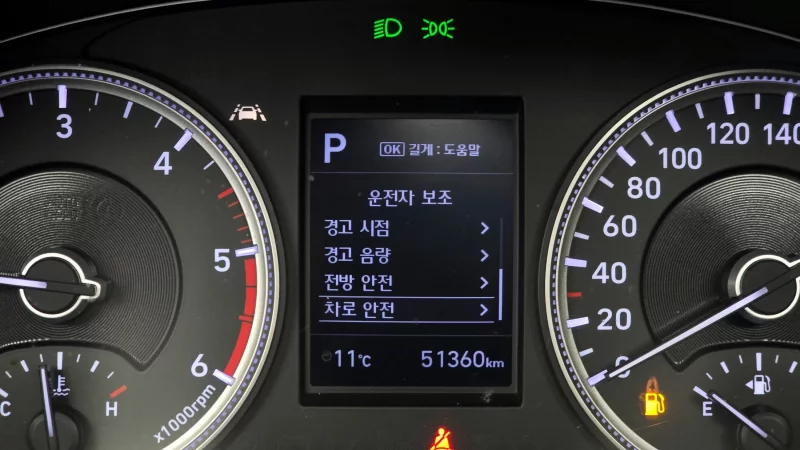 P
OK 길게 : 도움말
운전자 보조
경고 시점
경고 음량
전방 안전
차로 안전
11°C
51360km
3
4
5
6
x1000rpm
C
H
0
20
40
60
80
100
120
140
E